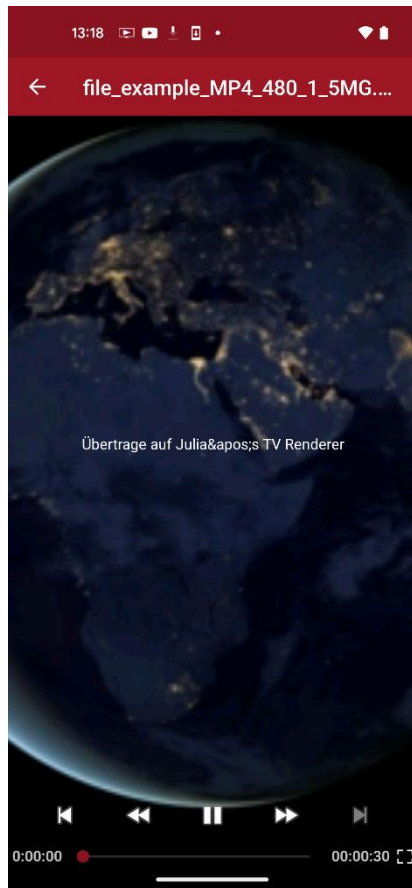 13:18
file_example_MP4_480_1_5MG....
Übertrage auf Julia&apos;s TV Renderer
0:00:00
00:00:30